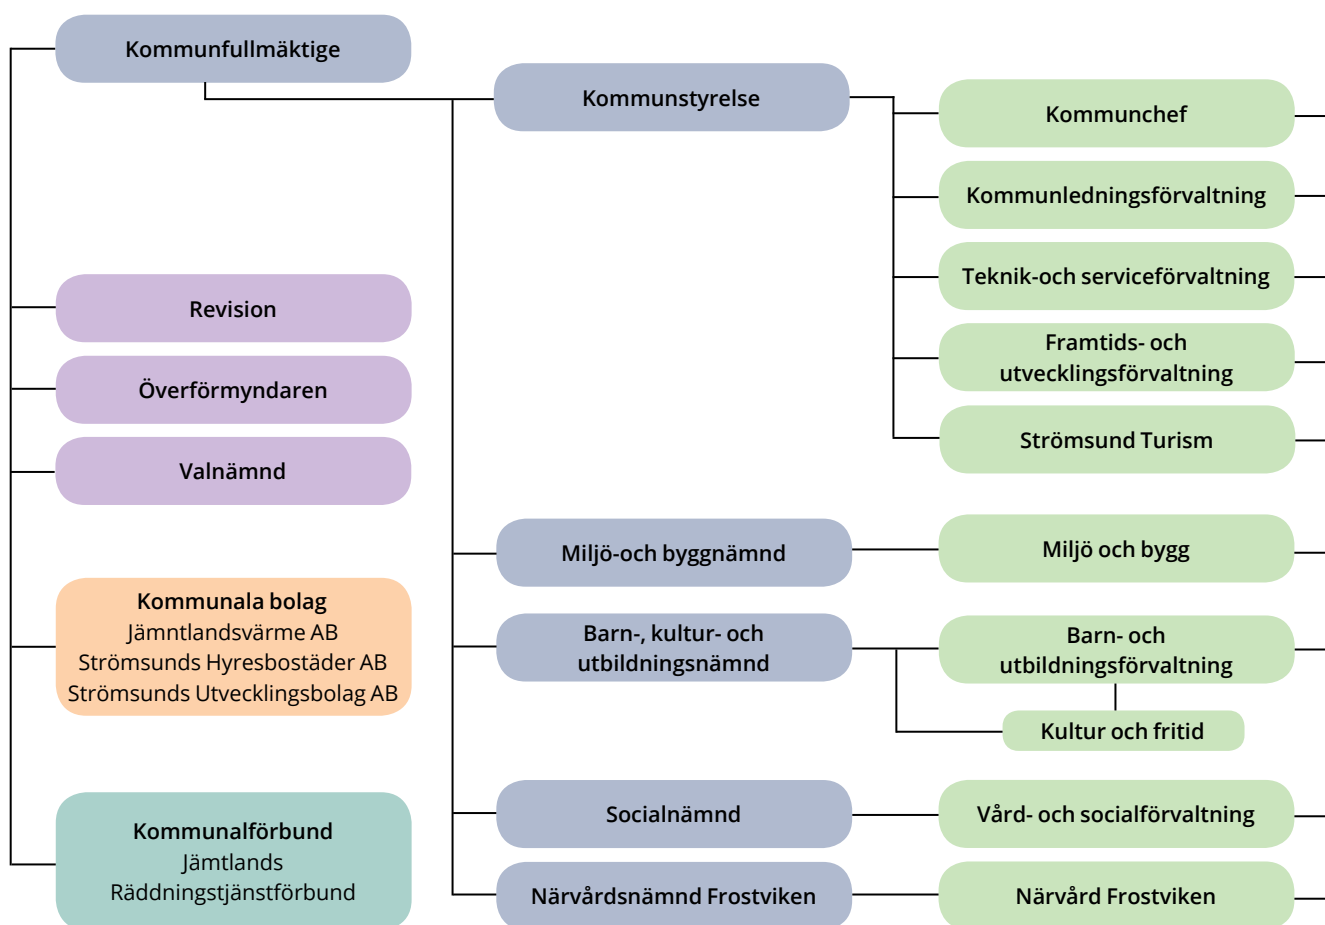 Kommunfullmäktige
Kommunstyrelse
Kommunchef
Kommunledningsförvaltning
Teknik-och serviceförvaltning
Framtids- och
utvecklingsförvaltning
Strömsund Turism
Revision
Överförmyndaren
Valnämnd
Kommunala bolag
Jämntlandsvärme AB
Strömsunds Hyresbostäder AB
Strömsunds Utvecklingsbolag AB
Kommunalförbund
Jämtlands
Räddningstjänstförbund
Miljö-och byggnämnd
Miljö och bygg
Barn-, kultur- och
utbildningsnämnd
Barn- och
utbildningsförvaltning
Kultur och fritid
Socialnämnd
Vård- och socialförvaltning
Närvårdsnämnd Frostviken
Närvård Frostviken